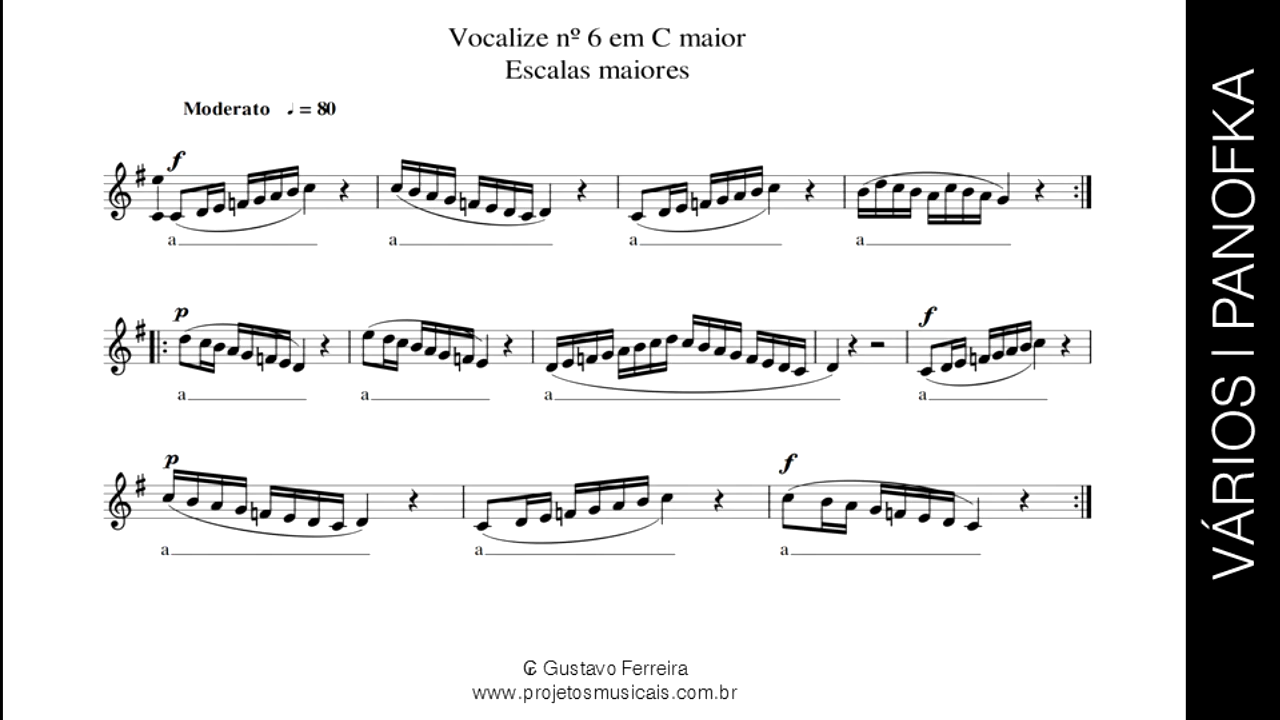 Vocalize nº 6 em C maior
Escalas maiores
Moderato ♩ = 80
f
a a a a
p f
a a a a
p f
a a a
Gustavo Ferreira
www.projetosmusicais.com.br
VÁRIOS I PANOFKA